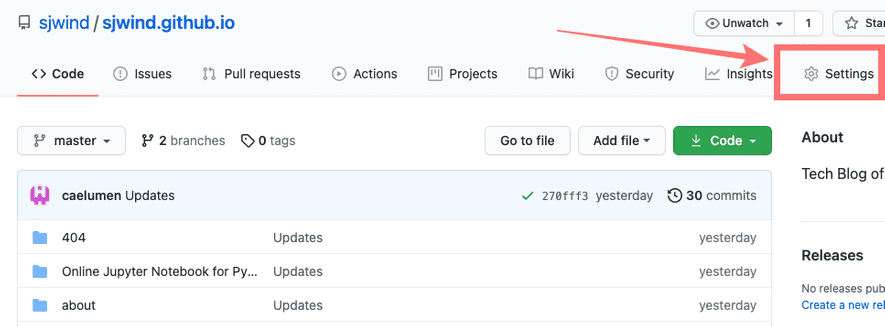 sjwind / sjwind.github.io
Unwatch 1
Code Issues Pull requests Actions Projects Wiki Security Insights Settings
master 2 branches 0 tags Go to file Add file Code
caelumen Updates 270fff3 yesterday 30 commits
404 Updates yesterday
Online Jupyter Notebook for Py... Updates yesterday
about Updates yesterday
About
Tech Blog of
Releases
No releases pub
Create a new rel